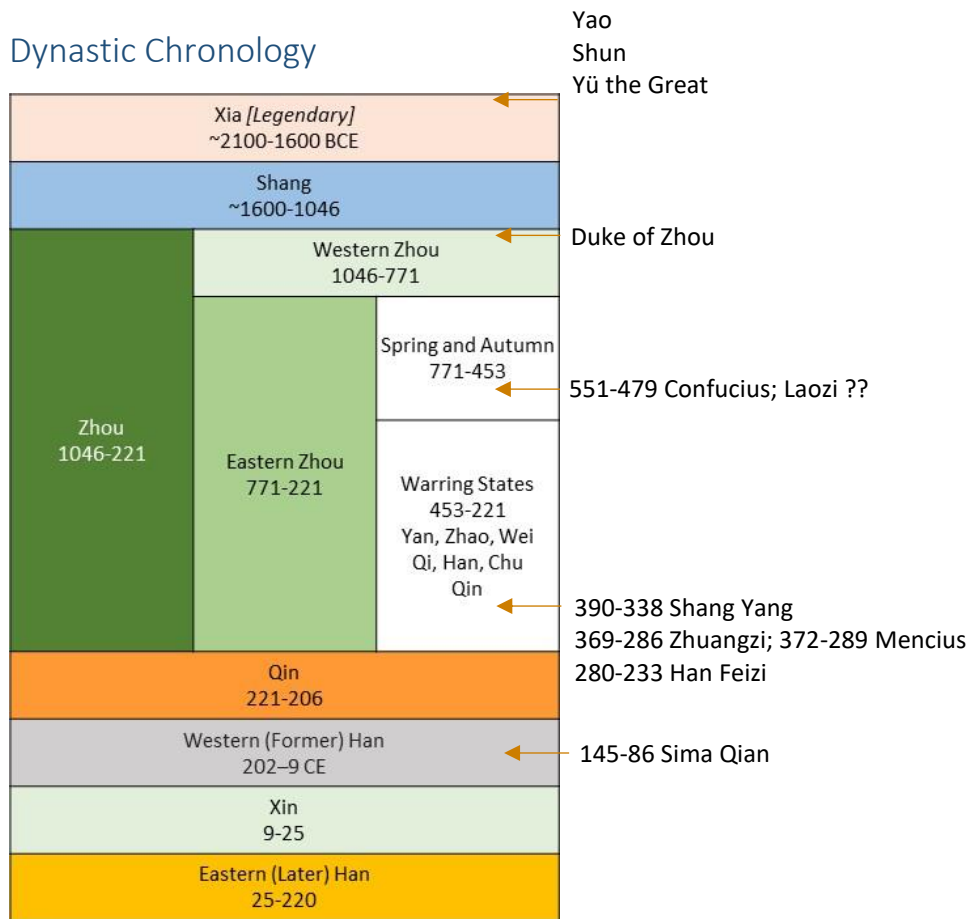 Yao
Shun
Yü the Great
Dynastic Chronology
Xia [Legendary]
~2100-1600 BCE
Shang
~1600-1046
Duke of Zhou
Western Zhou
1046-771
Spring and Autumn
771-453
551-479 Confucius; Laozi ??
Zhou
1046-221
Eastern Zhou
771-221
Warring States
453-221
Yan, Zhao, Wei
Qi, Han, Chu
Qin
390-338 Shang Yang
369-286 Zhuangzi; 372-289 Mencius
280-233 Han Feizi
Qin
221-206
Western (Former) Han
202–9 CE
145-86 Sima Qian
Xin
9-25
Eastern (Later) Han
25-220